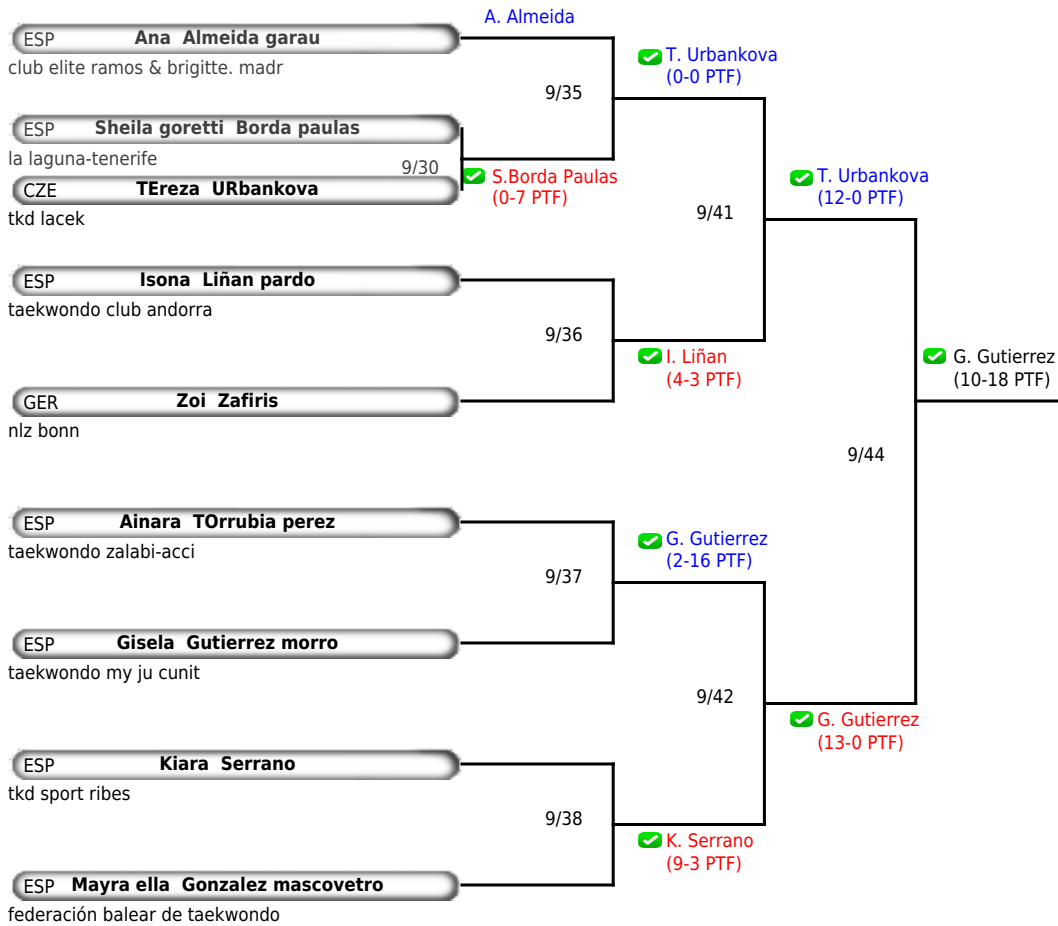 A. Almeida
ESP Ana Almeida garau
club elite ramos & brigitte. madr
T. Urbankova
(0-0 PTF)
9/35
ESP Sheila goretti Borda paulas
la laguna-tenerife
9/30
S.Borda Paulas
(0-7 PTF)
T. Urbankova
(12-0 PTF)
CZE TEreza URbankova
tkd lacek
9/41
ESP Isona Liñan pardo
taekwondo club andorra
9/36
I. Liñan
(4-3 PTF)
G. Gutierrez
(10-18 PTF)
GER Zoi Zafiris
nlz bonn
9/44
ESP Ainara TOrrubia perez
taekwondo zalabi-acci
G. Gutierrez
(2-16 PTF)
9/37
ESP Gisela Gutierrez morro
taekwondo my ju cunit
9/42
G. Gutierrez
(13-0 PTF)
ESP Kiara Serrano
tkd sport ribes
9/38
K. Serrano
(9-3 PTF)
ESP Mayra ella Gonzalez mascovetro
federación balear de taekwondo